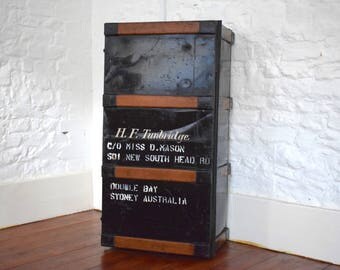 H. F. Tunbridge.
C/O MISS D. MASON
501 NEW SOUTH HEAD RD
DOUBLE BAY
SYDNEY AUSTRALIA